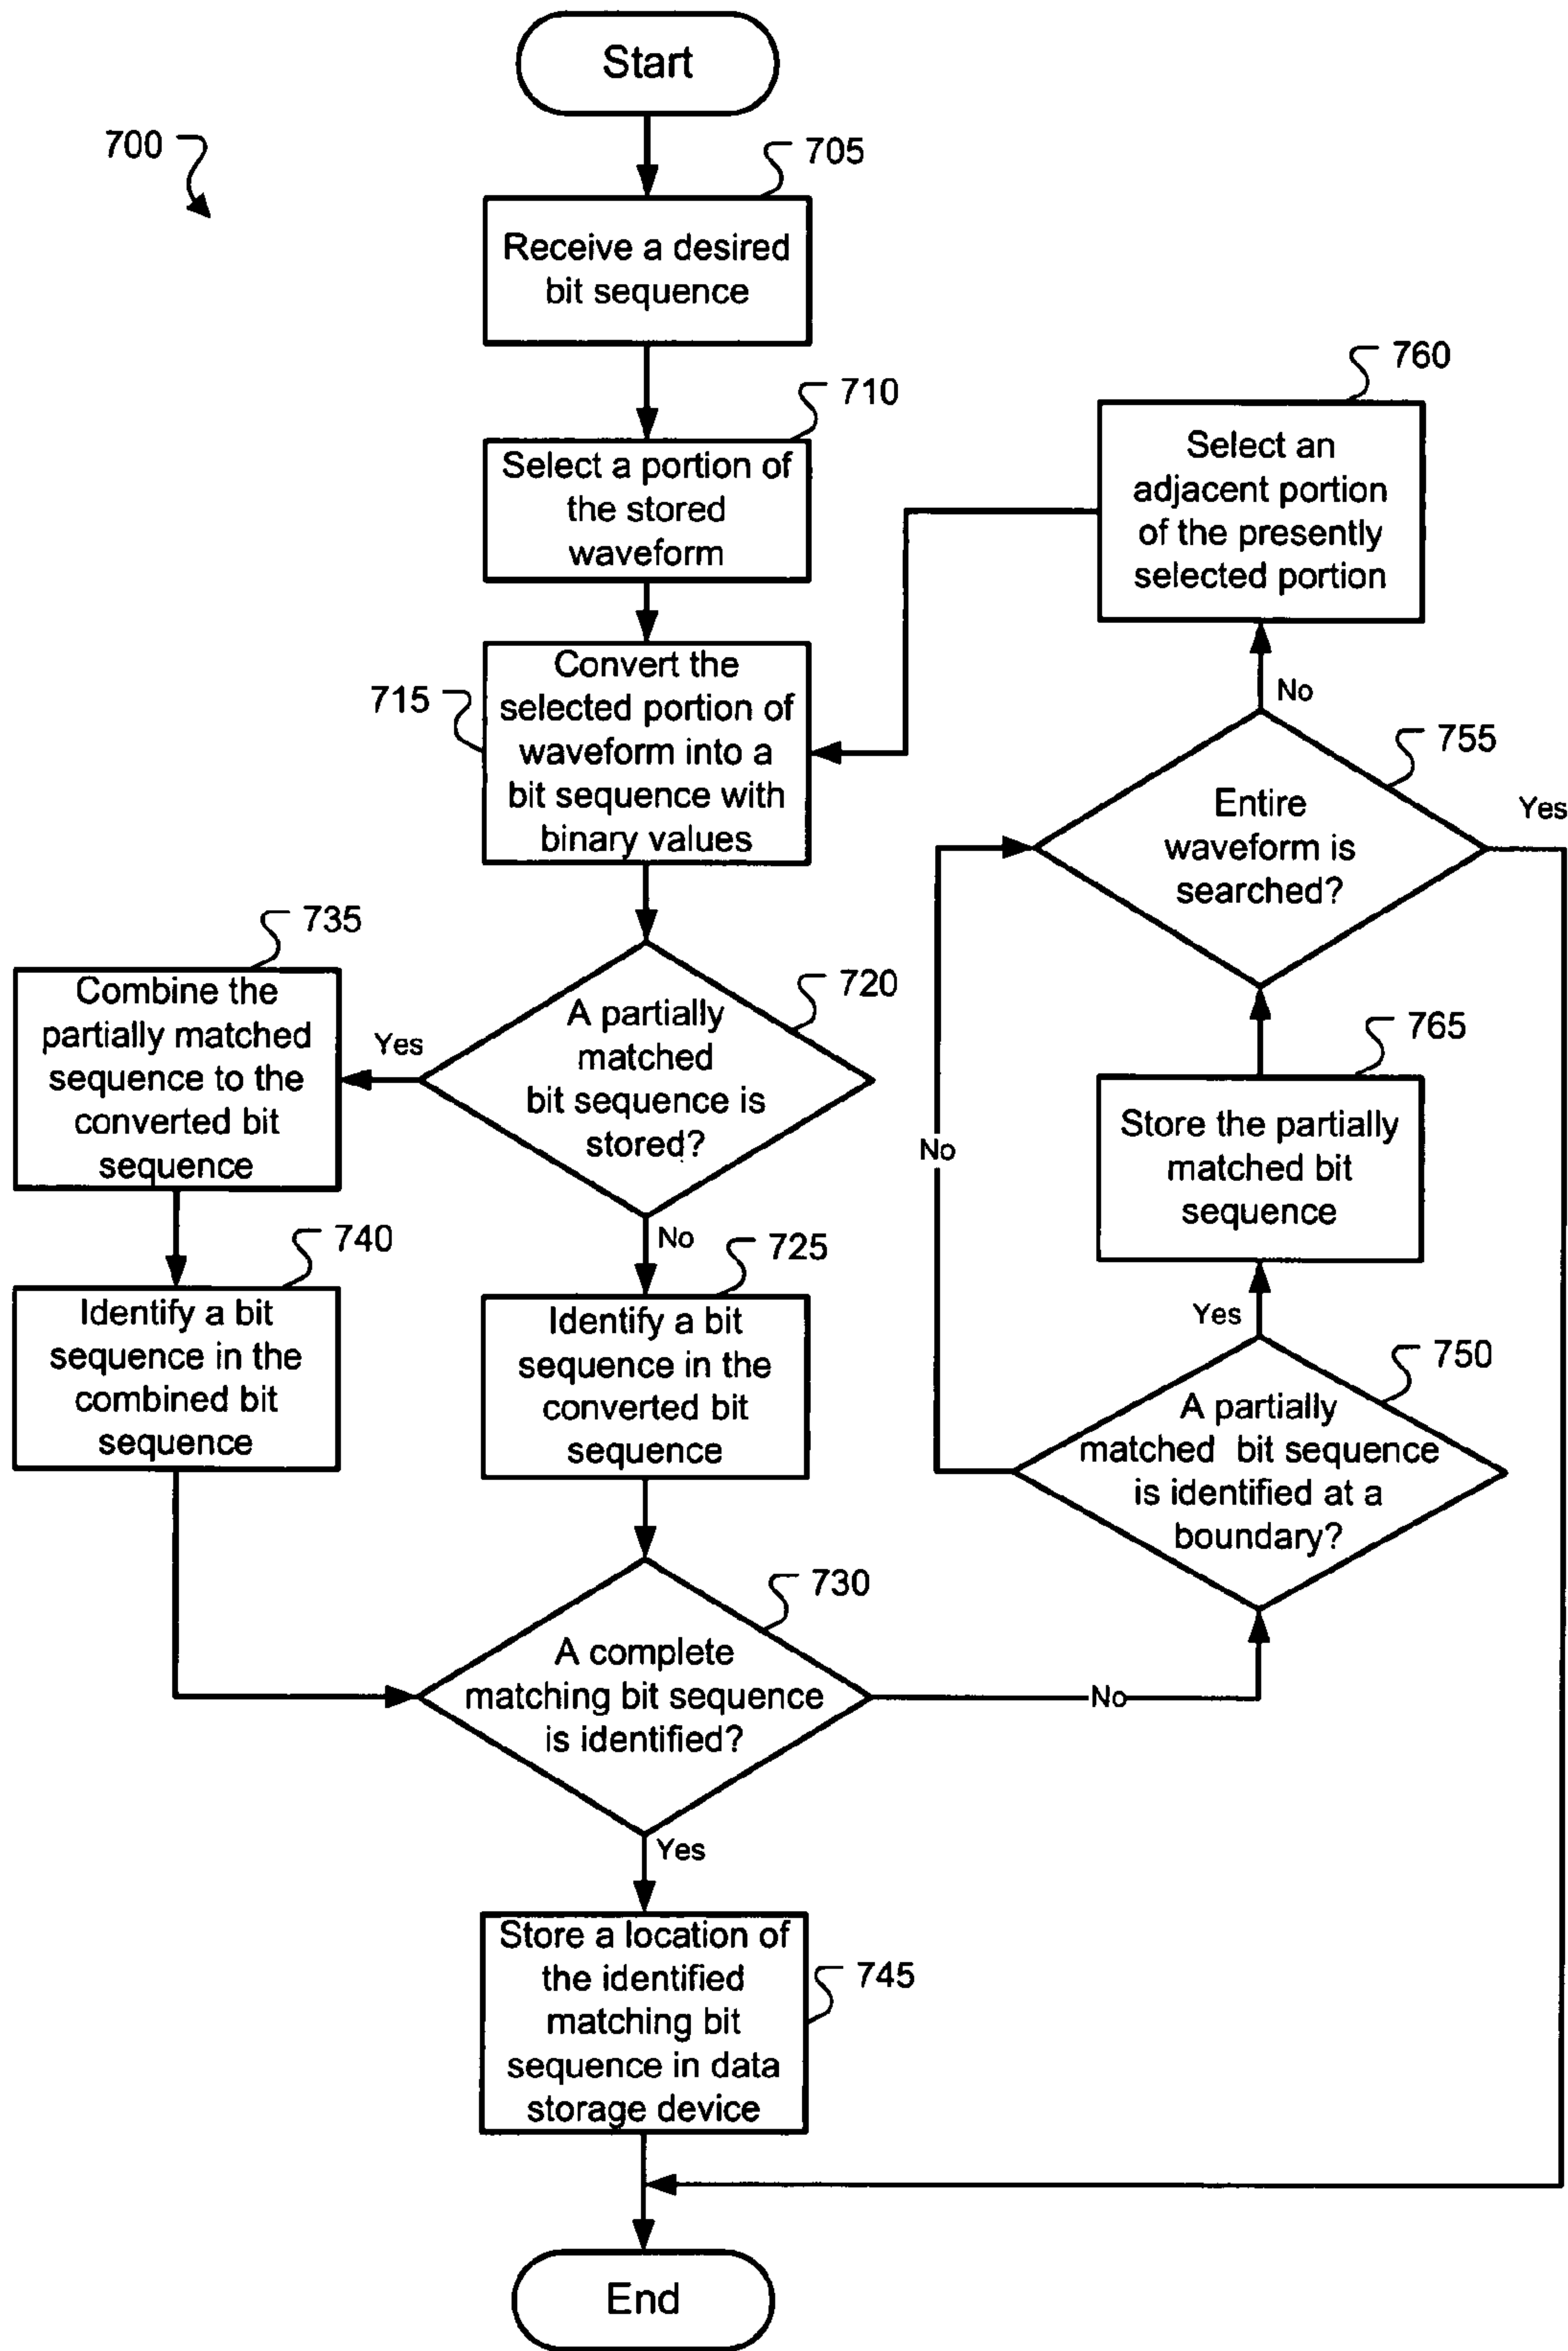 Start
700
705
Receive a desired
bit sequence
710
Select a portion of
the stored
waveform
715
Convert the
selected portion of
waveform into a
bit sequence with
binary values
720
A partially
matched
bit sequence is
stored?
Yes
No
735
Combine the
partially matched
sequence to the
converted bit
sequence
740
Identify a bit
sequence in the
combined bit
sequence
725
Identify a bit
sequence in the
converted bit
sequence
730
A complete
matching bit sequence
is identified?
No
Yes
745
Store a location of
the identified
matching bit
sequence in data
storage device
End
760
Select an
adjacent portion
of the presently
selected portion
No
755
Entire
waveform is
searched?
Yes
765
Store the partially
matched bit
sequence
No
Yes
750
A partially
matched bit sequence
is identified at a
boundary?